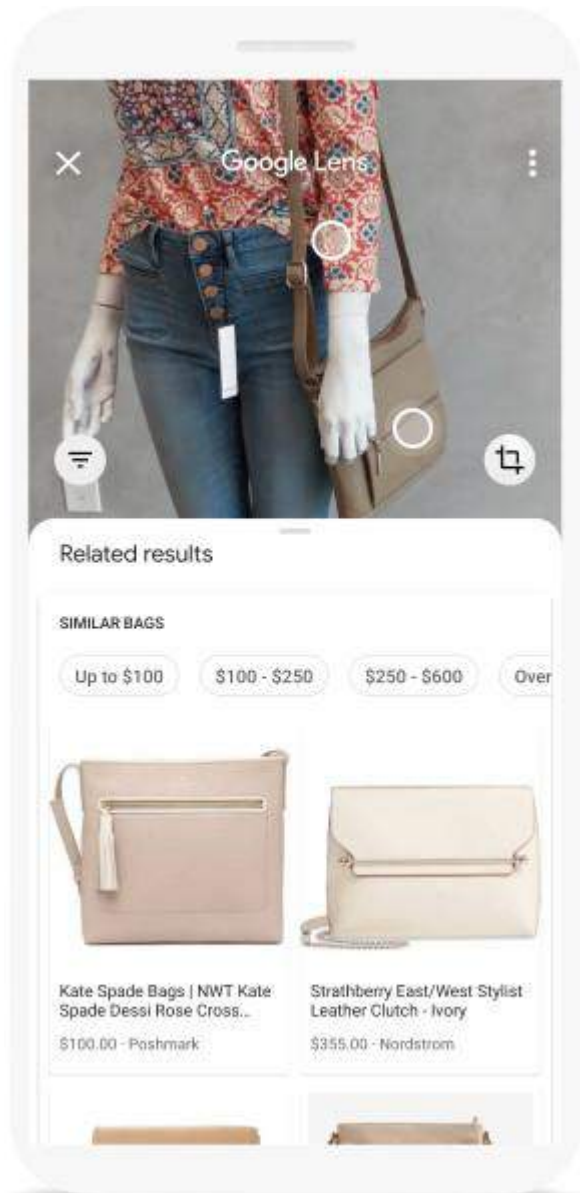 Google Lens
Related results
SIMILAR BAGS
Up to $100
$100 - $250
$250 - $600
Over
Kate Spade Bags | NWT Kate
Spade Dessi Rose Cross...
$100.00 · Poshmark
Strathberry East/West Stylist
Leather Clutch - Ivory
$355.00 · Nordstrom